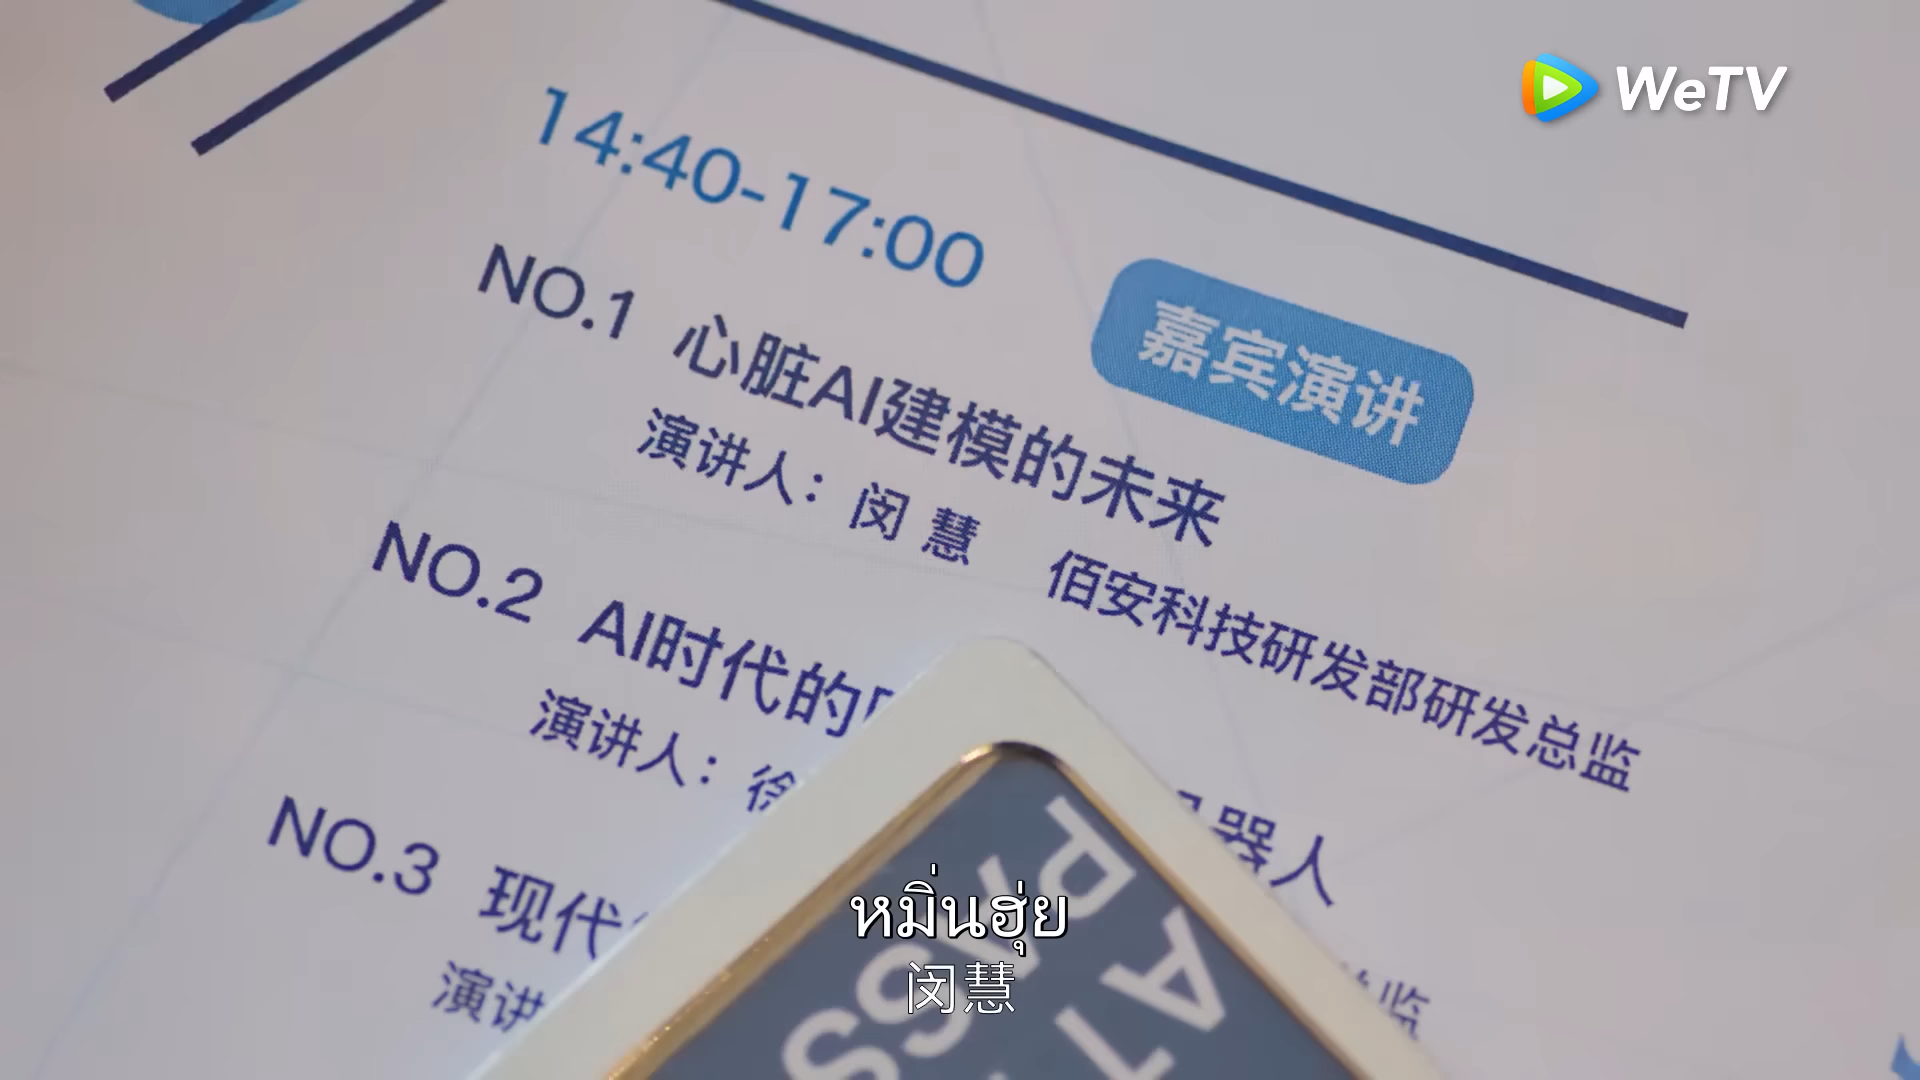 WeTV
14:40-17:00
嘉宾演讲
NO.1 心脏AI建模的未来
演讲人：闵 慧 佰安科技研发部研发总监
NO.2 AI时代的
器人
演讲人：徐
NO.3 现代
演讲
总监
หมิ่นฮุ่ย
闵慧